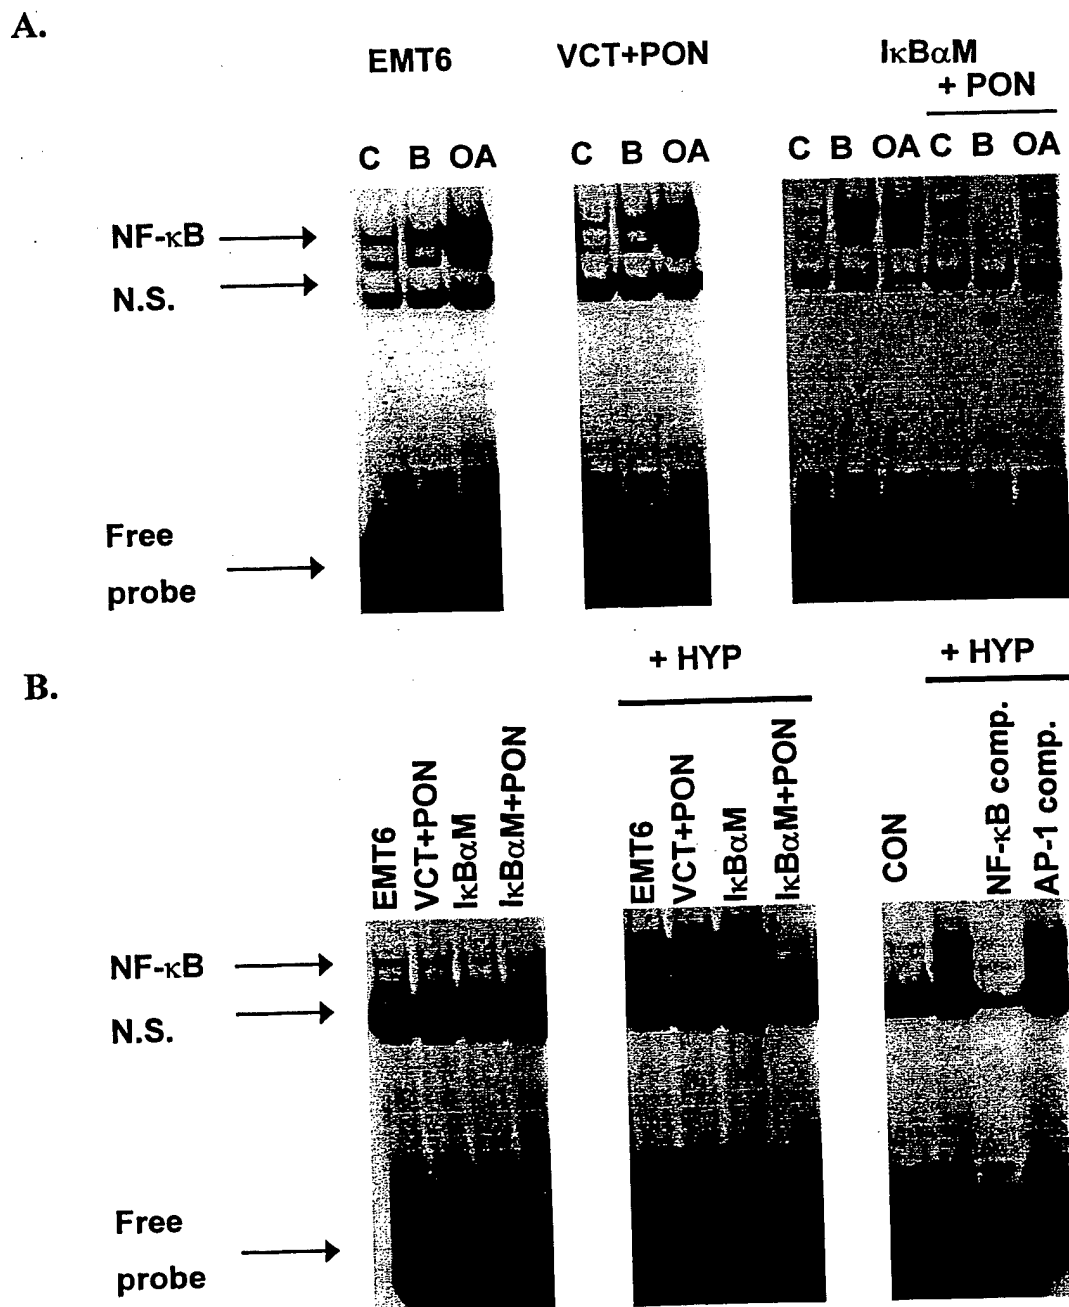 A.
EMT6
VCT+PON
IκBαM
+ PON
C B OA
C B OA
C B OA C B OA
NF-κB
N.S.
Free
probe
B.
+ HYP
+ HYP
EMT6
VCT+PON
IκBαM
IκBαM+PON
EMT6
VCT+PON
IκBαM
IκBαM+PON
CON
NF-κB comp.
AP-1 comp.
NF-κB
N.S.
Free
probe